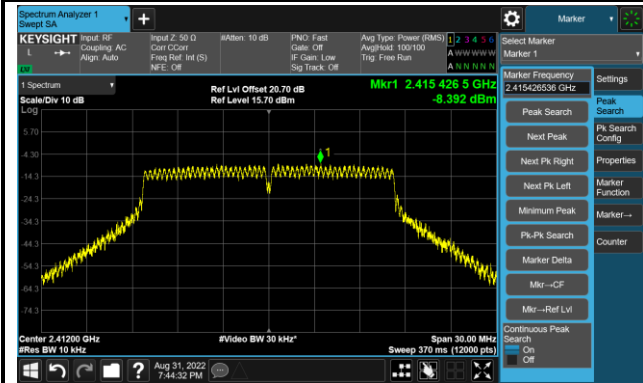 Spectrum Analyzer 1
Swept SA
Marker
KEYSIGHT
L
LW
Input: RF
Coupling: AC
Align: Auto
Input Z: 50 Ω
Corr CCorr
Freq Ref: Int (S)
NFE: Off
#Atten: 10 dB
PNO: Fast
Gate: Off
IF Gain: Low
Sig Track: Off
Avg Type: Power (RMS)
Avg|Hold: 100/100
Trig: Free Run
1 2 3 4 5 6
A W W W W W
A N N N N N
Select Marker
Marker 1
1 Spectrum
Scale/Div 10 dB
Log
Ref Lvl Offset 20.70 dB
Ref Level 15.70 dBm
Mkr1 2.415 426 5 GHz
-8.392 dBm
5.70
-4.30
-14.3
-24.3
-34.3
-44.3
-54.3
-64.3
-74.3
1
Center 2.41200 GHz
#Res BW 10 kHz
#Video BW 30 kHz*
Span 30.00 MHz
Sweep 370 ms (12000 pts)
Marker Frequency
2.415426536 GHz
Peak Search
Next Peak
Next Pk Right
Next Pk Left
Minimum Peak
Pk-Pk Search
Marker Delta
Mkr→CF
Mkr→Ref Lvl
Continuous Peak
Search
On
Off
Settings
Peak
Search
Pk Search
Config
Properties
Marker
Function
Marker→
Counter
?
Aug 31, 2022
7:44:32 PM